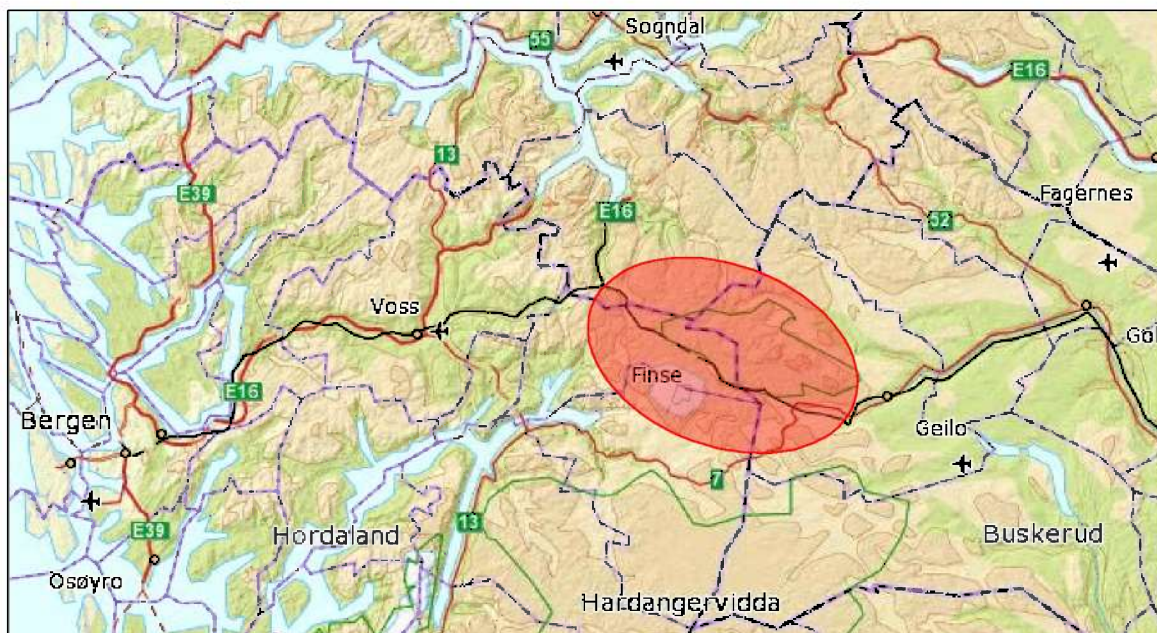 Sogndal
55
E16
13
Fagernes
E39
E16
52
Voss
Gol
Finse
E16
Bergen
Geilo
7
13
E39
Hordaland
Buskerud
Osøyro
Hardangervidda